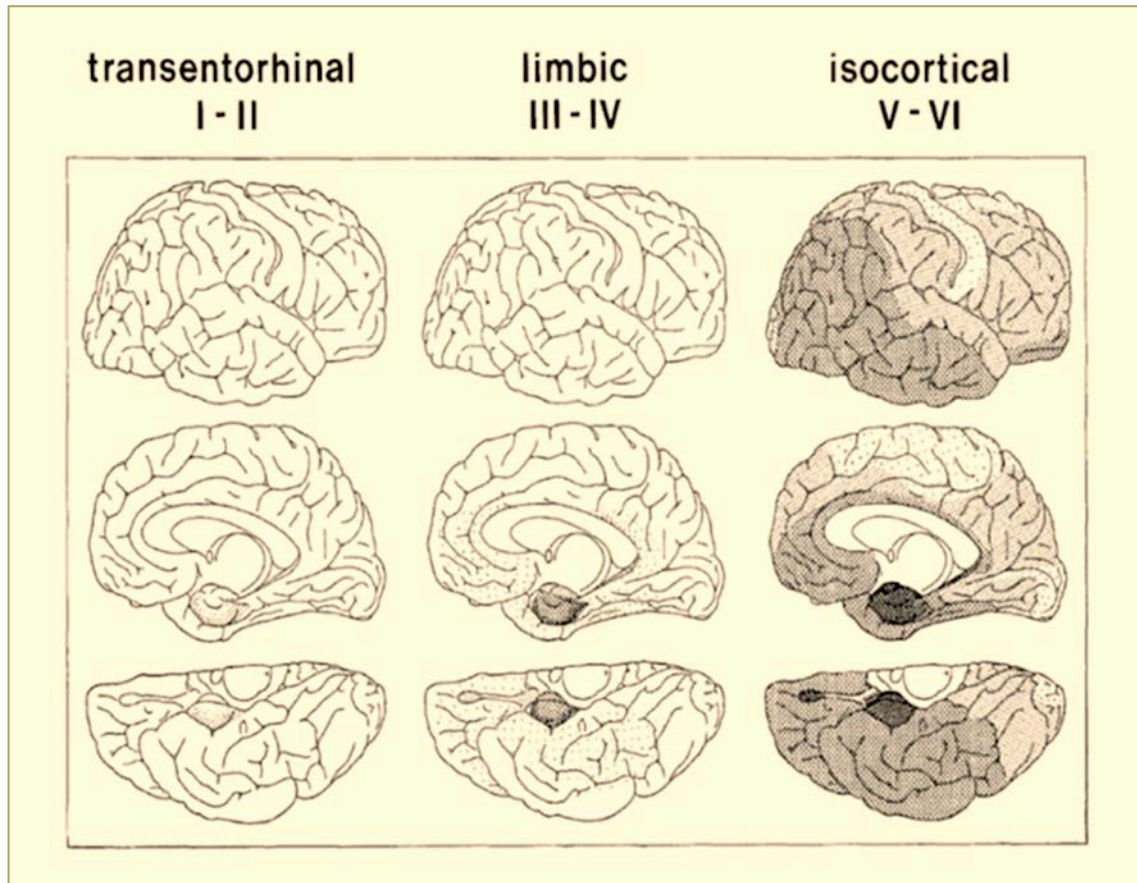 transentorhinal
I - II
limbic
III - IV
isocortical
V - VI